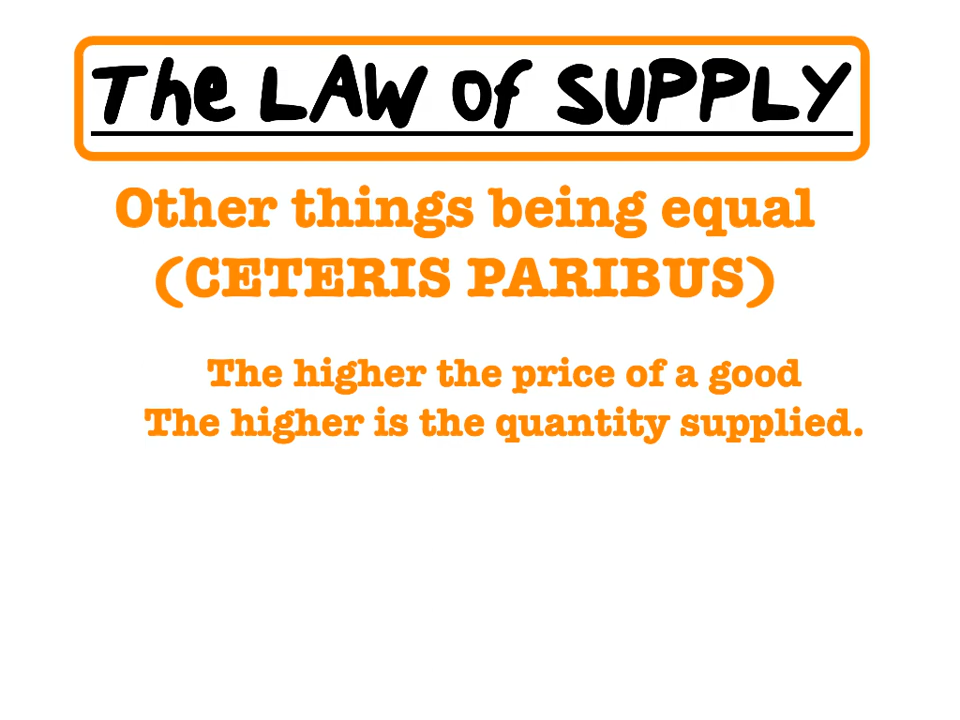 The LAW OF SUPPLY
Other things being equal
(CETERIS PARIBUS)
The higher the price of a good
The higher is the quantity supplied.